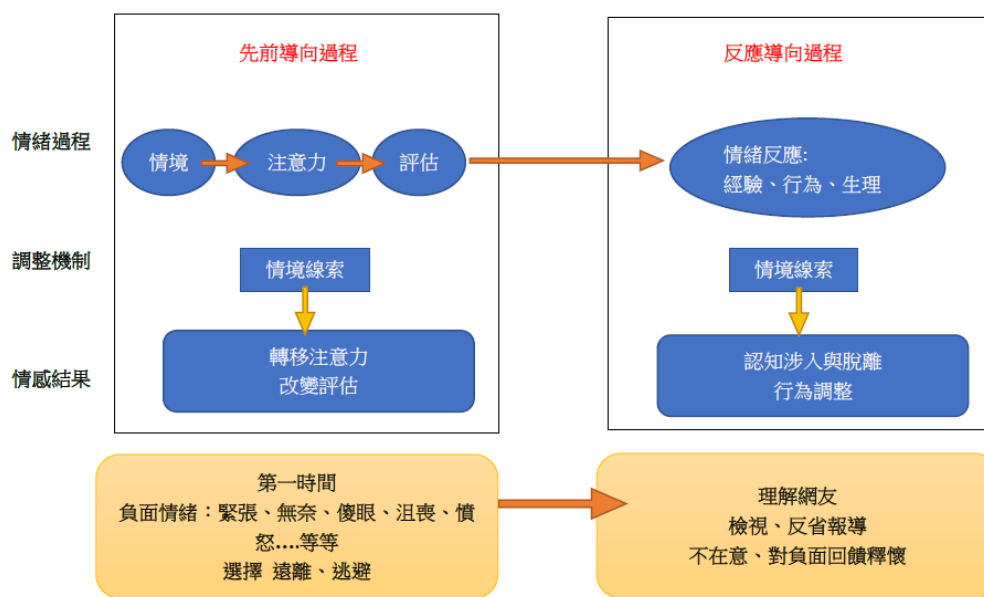 先前導向過程
反應導向過程
情緒過程
情境
注意力
評估
情緒反應:
經驗、行為、生理
調整機制
情境線索
情境線索
情感結果
轉移注意力
改變評估
認知涉入與脫離
行為調整
第一時間
負面情緒：緊張、無奈、傻眼、沮喪、憤
怒....等等
選擇 遠離、逃避
理解網友
檢視、反省報導
不在意、對負面回饋釋懷